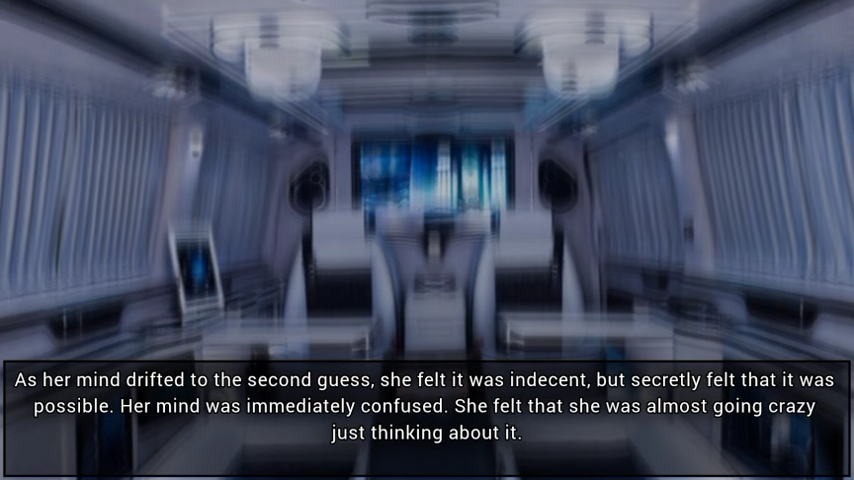 As her mind drifted to the second guess, she felt it was indecent, but secretly felt that it was
possible. Her mind was immediately confused. She felt that she was almost going crazy
just thinking about it.